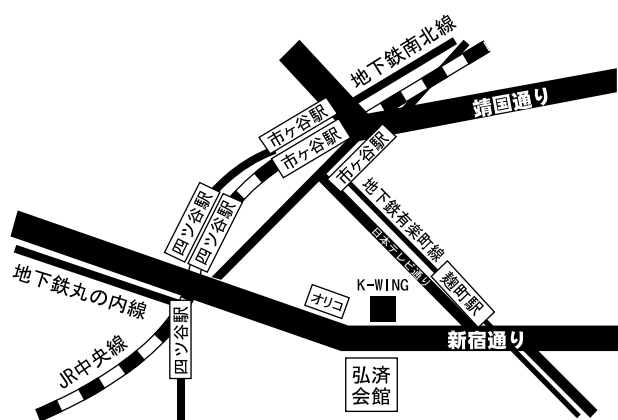 地下鉄南北線
靖国通り
市ヶ谷駅
市ヶ谷駅
市ヶ谷駅
四ツ谷駅
四ツ谷駅
地下鉄有楽町線
日本テレビ通り
麹町駅
地下鉄丸の内線
オリコ
K-WING
新宿通り
四ツ谷駅
JR中央線
弘済
会館